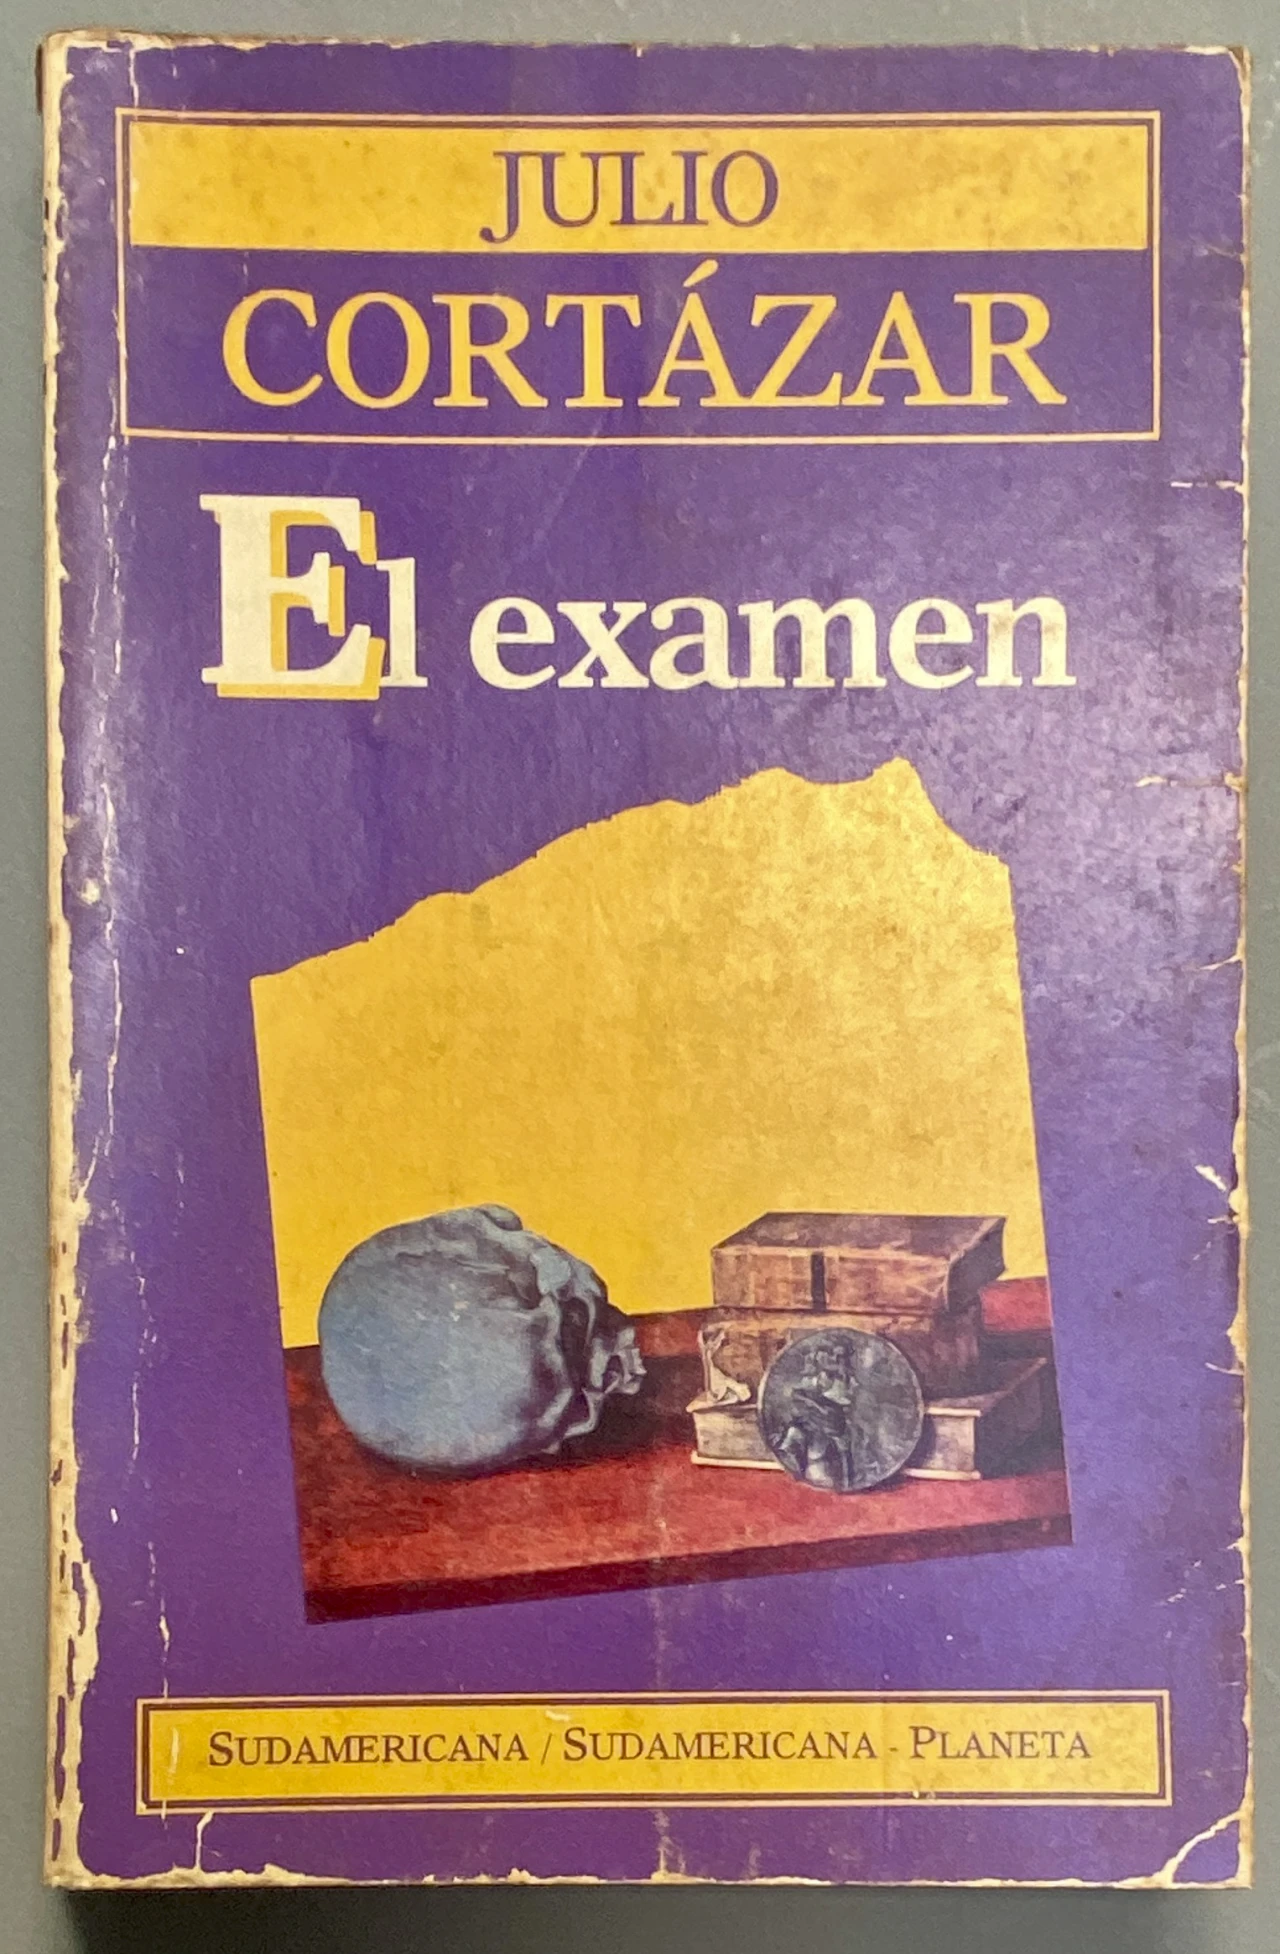 JULIO
CORTÁZAR
El examen
SUDAMERICANA / SUDAMERICANA - PLANETA